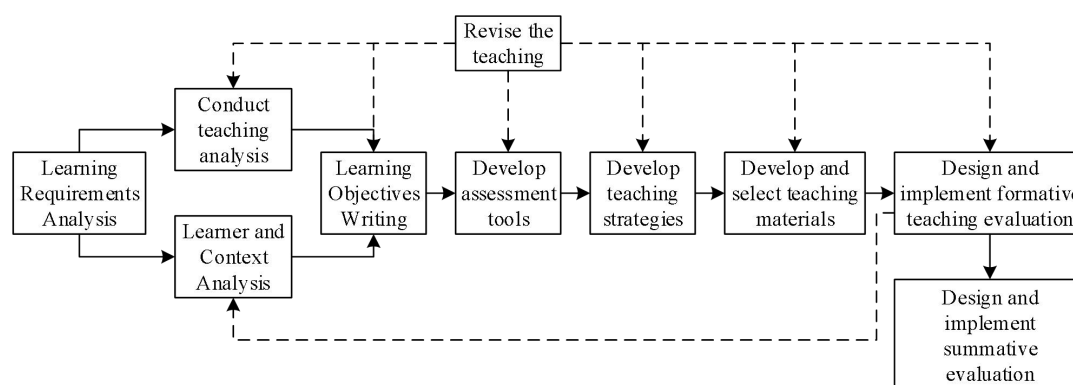 Revise the
teaching
Conduct
teaching
analysis
Learning
Requirements
Analysis
Learner and
Context
Analysis
Learning
Objectives
Writing
Develop
assessment
tools
Develop
teaching
strategies
Develop and
select teaching
materials
Design and
implement formative
teaching evaluation
Design and
implement
summative
evaluation